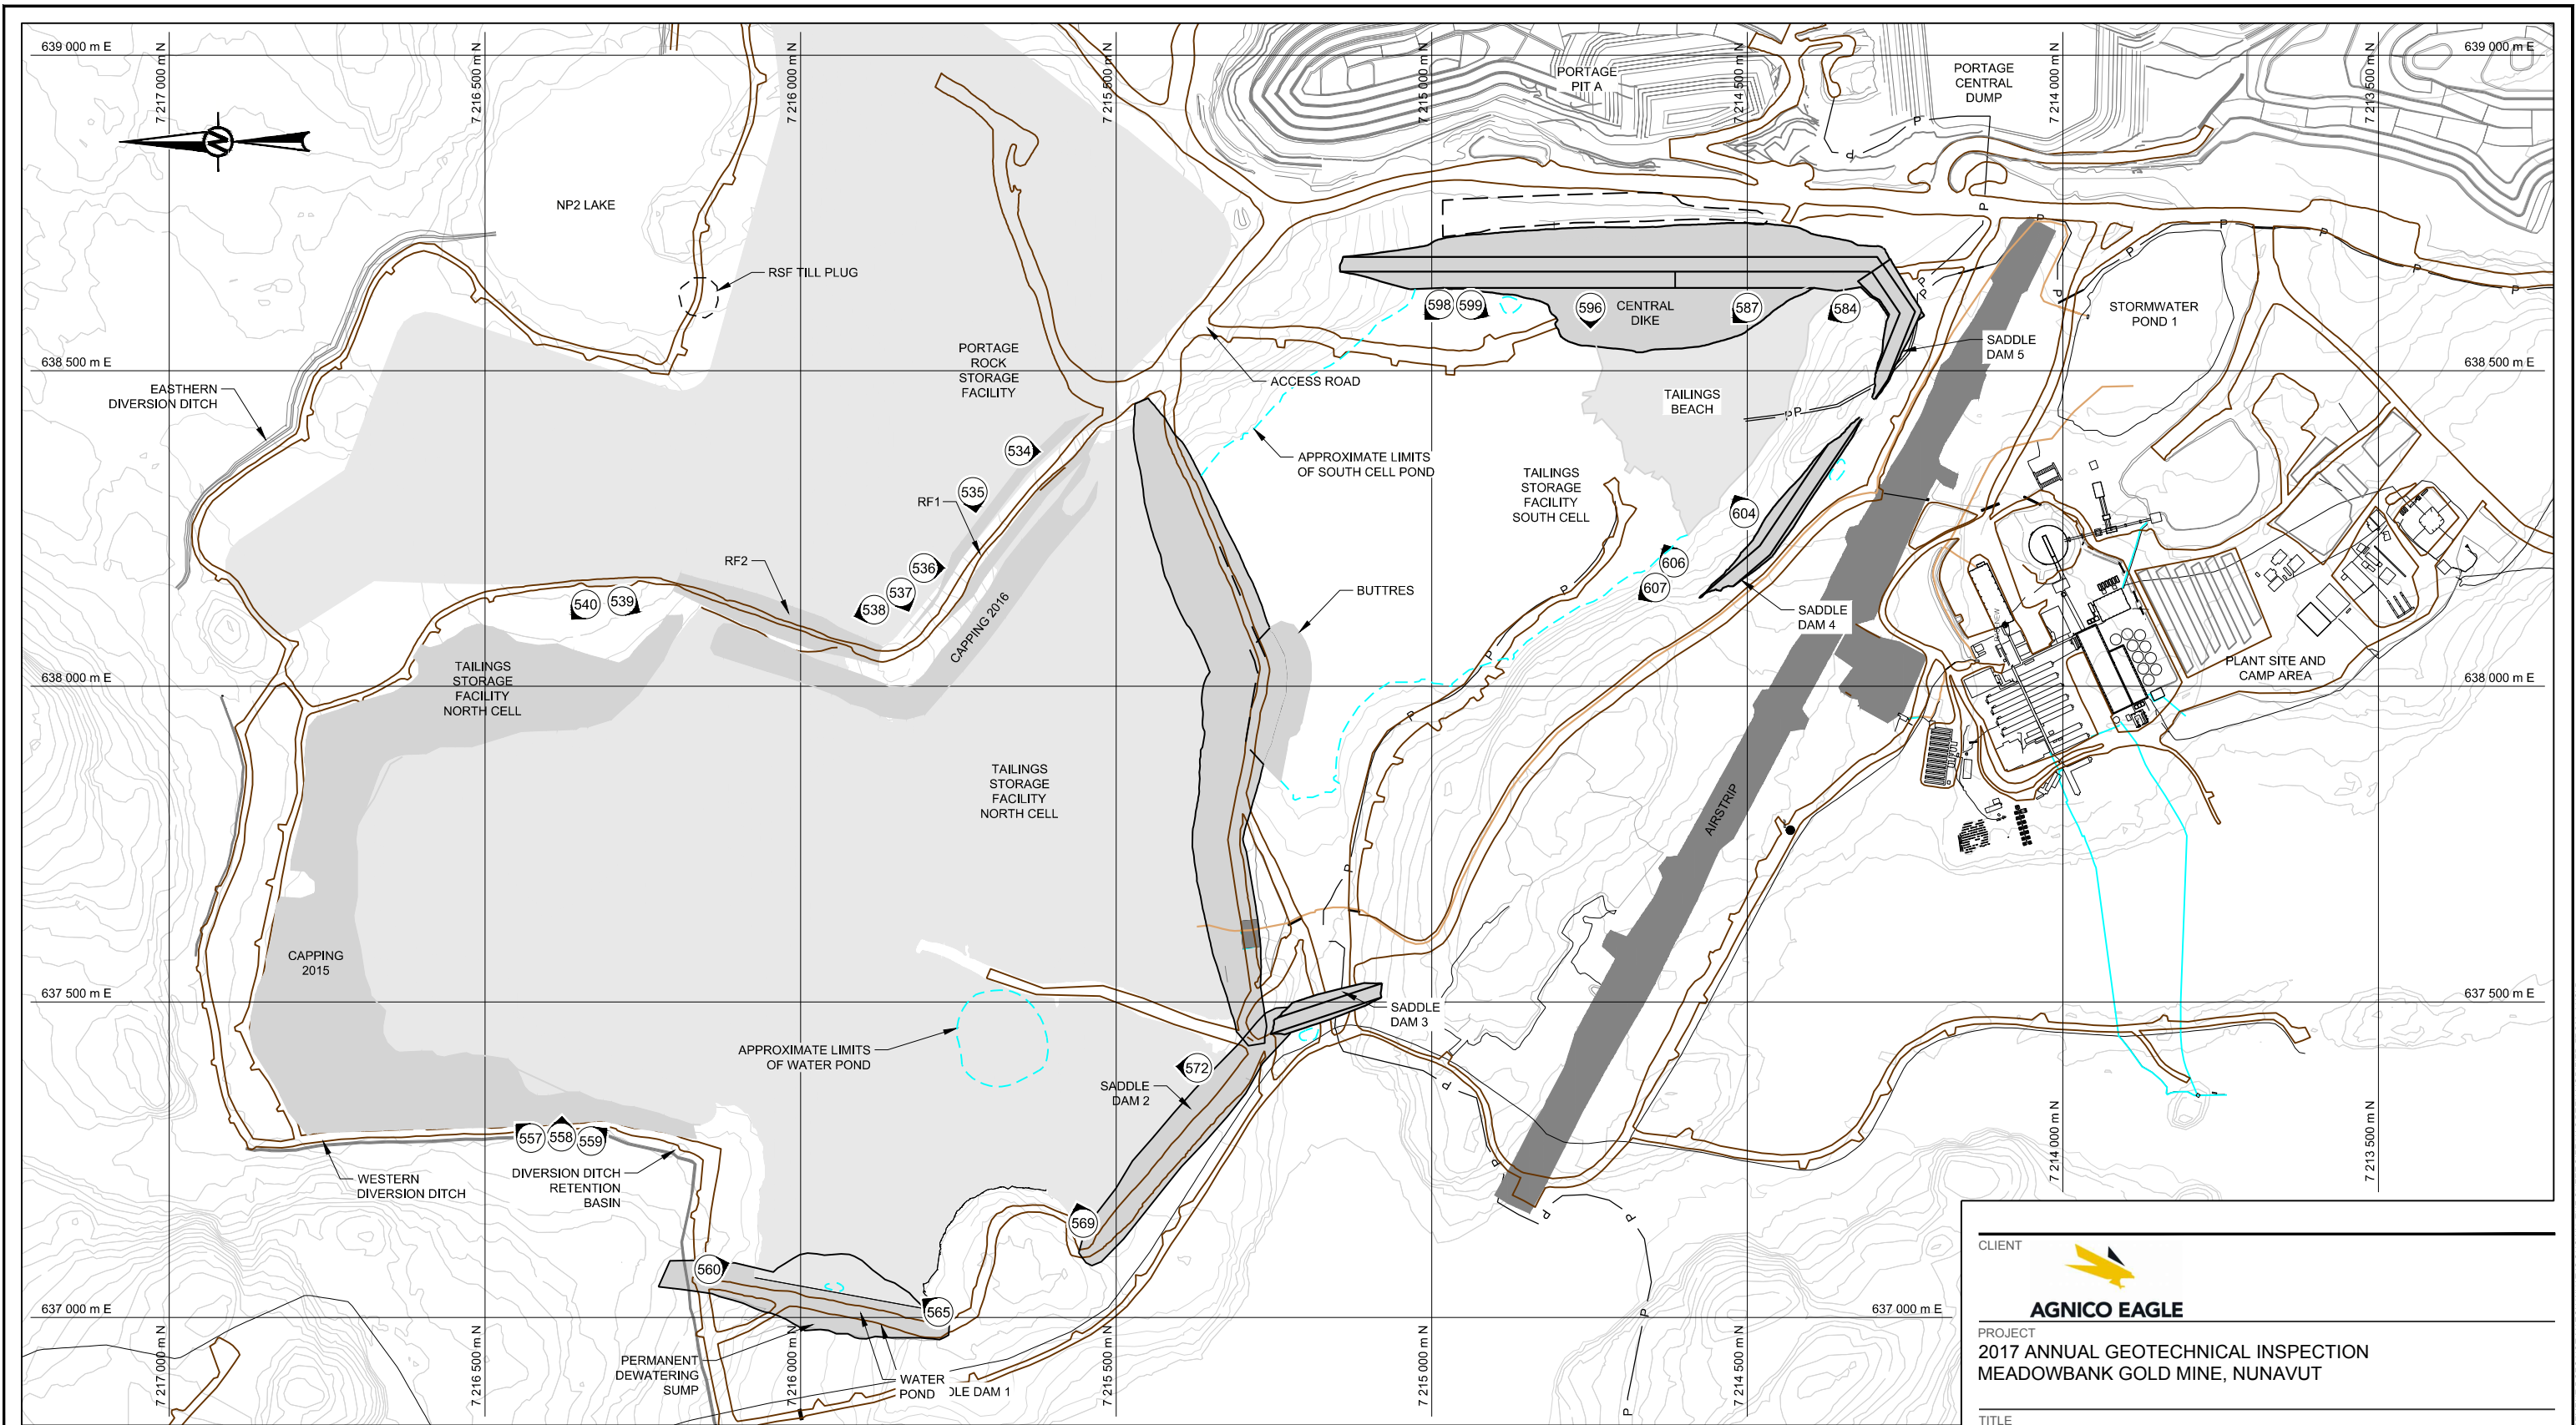 639 000 m E
7 217 000 m N
7 216 500 m N
7 216 000 m N
7 215 500 m N
7 215 000 m N
7 214 500 m N
7 214 000 m N
7 213 500 m N
639 000 m E
PORTAGE
PIT A
PORTAGE
CENTRAL
DUMP
N
NP2 LAKE
RSF TILL PLUG
P
P
P
P
P
P
P
P
P
P
P
P
P
598
599
596
CENTRAL
DIKE
587
584
STORMWATER
POND 1
SADDLE
DAM 5
PORTAGE
ROCK
STORAGE
FACILITY
638 500 m E
638 500 m E
EASTHERN
DIVERSION DITCH
ACCESS ROAD
TAILINGS
BEACH
PP
534
APPROXIMATE LIMITS
OF SOUTH CELL POND
TAILINGS
STORAGE
FACILITY
SOUTH CELL
535
RF1
604
RF2
536
537
538
540
539
606
607
P
BUTTRES
SADDLE
DAM 4
CAPPING 2016
P
TAILINGS
STORAGE
FACILITY
NORTH CELL
638 000 m E
638 000 m E
PLANT SITE AND
CAMP AREA
P
TAILINGS
STORAGE
FACILITY
NORTH CELL
AIRSTRIP
P
CAPPING
2015
637 500 m E
637 500 m E
SADDLE
DAM 3
APPROXIMATE LIMITS
OF WATER POND
572
SADDLE
DAM 2
P
P
557
558
559
WESTERN
DIVERSION DITCH
DIVERSION DITCH
RETENTION
BASIN
P
P
P
569
560
565
637 000 m E
637 000 m E
P
P
PERMANENT
DEWATERING
SUMP
WATER
POND
DLE DAM 1
7 217 000 m N
7 216 500 m N
7 216 000 m N
7 215 500 m N
7 215 000 m N
7 214 500 m N
7 214 000 m N
7 213 500 m N
CLIENT
AGNICO EAGLE
PROJECT
2017 ANNUAL GEOTECHNICAL INSPECTION
MEADOWBANK GOLD MINE, NUNAVUT
TITLE